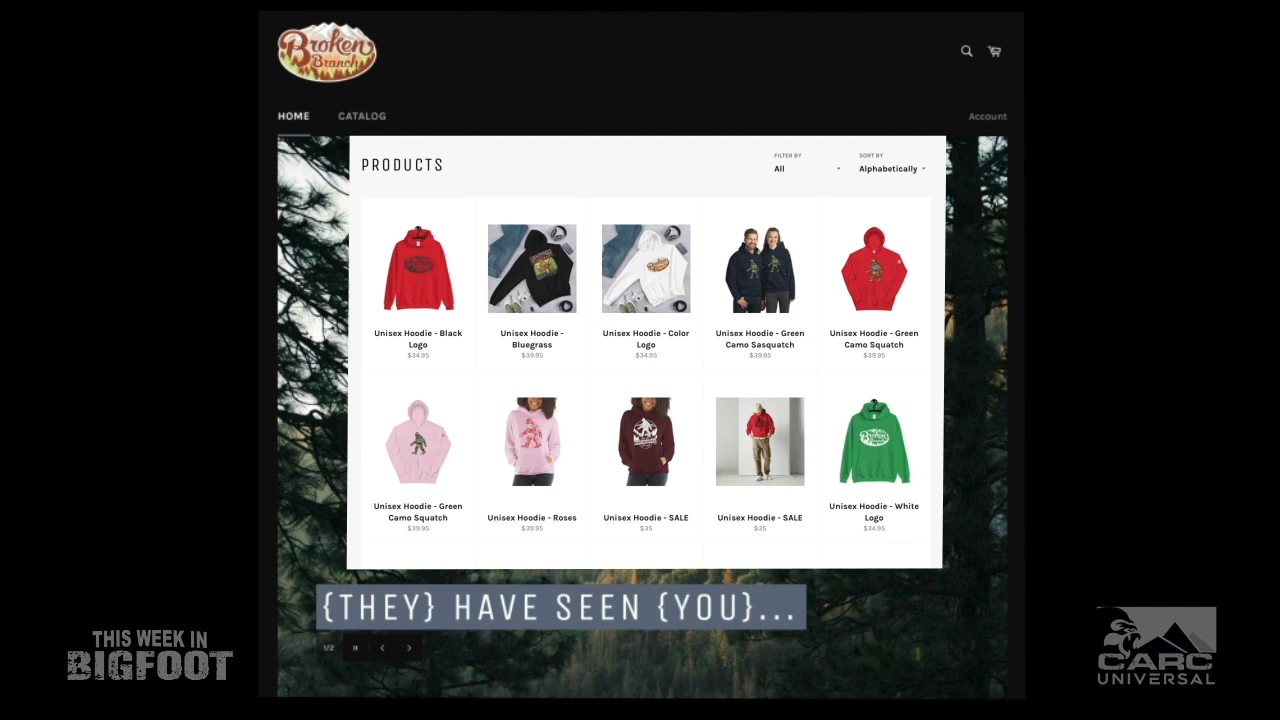 Broken
Branch
HOME
CATALOG
Account
PRODUCTS
FILTER BY
All
SORT BY
Alphabetically
Unisex Hoodie - Black
Logo
$34.95
Unisex Hoodie -
Bluegrass
$39.95
Unisex Hoodie - Color
Logo
$34.95
Unisex Hoodie - Green
Camo Sasquatch
$39.95
Unisex Hoodie - Green
Camo Squatch
$39.95
Broken
Unisex Hoodie - Green
Camo Squatch
$39.95
Unisex Hoodie - Roses
$39.95
Unisex Hoodie - SALE
$35
Unisex Hoodie - SALE
$35
Unisex Hoodie - White
Logo
$34.95
{THEY} HAVE SEEN {YOU}...
1/2
THIS WEEK IN
BIGFOOT
CARC
UNIVERSAL